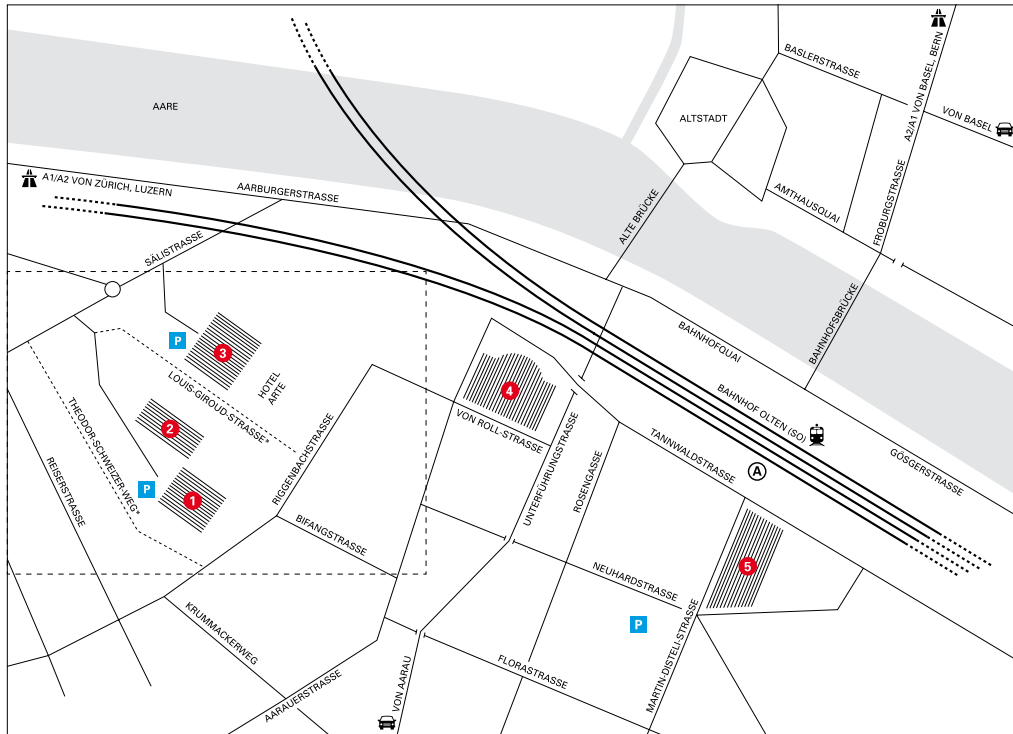 A2/A1 VON BASEL, BERN
BASLERSTRASSE
VON BASEL
AARE
ALTSTADT
A1/A2 VON ZÜRICH, LUZERN
AARBURGERSTRASSE
AMTHAUSQUAI
ALTE BRÜCKE
FROBURGSTRASSE
SÄLISTRASSE
BAHNHOFSBRÜCKE
BAHNHOFQUAI
P
3
HOTEL
ARTE
LOUIS-GIROUD-STRASSE*
4
BAHNHOF OLTEN (SO)
THEODOR-SCHWEIZER-WEG*
2
VON ROLL-STRASSE
TANNWALDSTRASSE
GÖSGERSTRASSE
RIGGENBACHSTRASSE
UNTERFÜHRUNGSTRASSE
ROSENGASSE
A
REISERSTRASSE
P
1
BIFANGSTRASSE
NEUHARDSTRASSE
5
P
KRUMMACKERWEG
MARTIN-DISTELI-STRASSE
FLORASTRASSE
AARAUERSTRASSE
VON AARAU